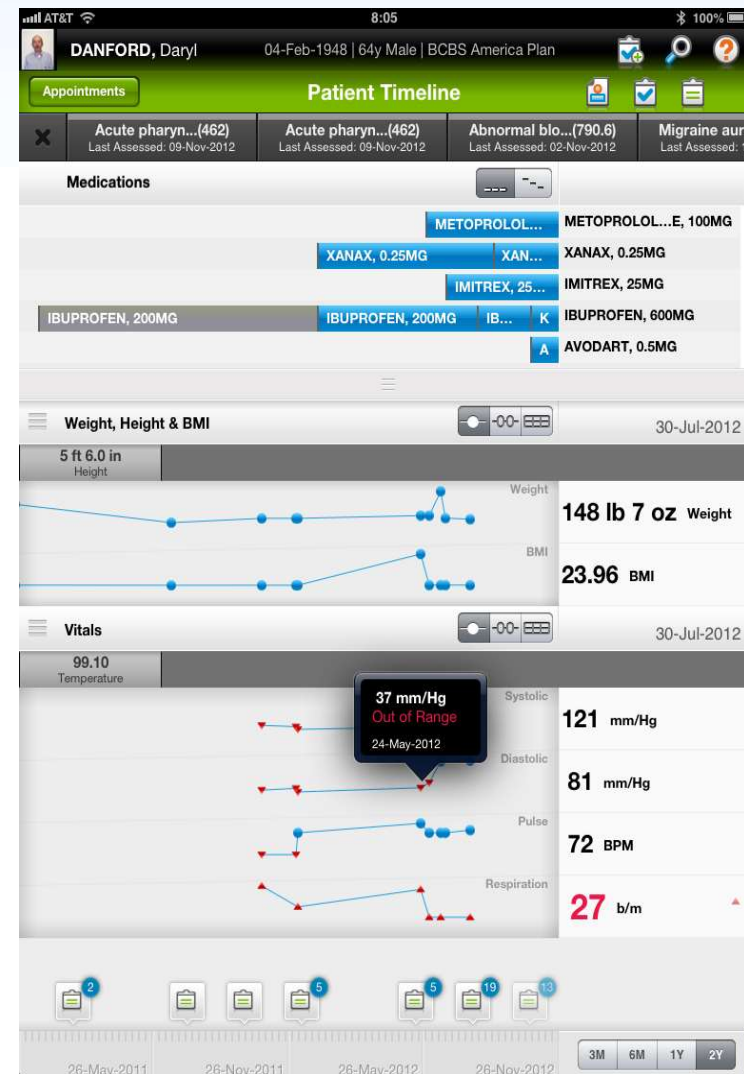 AT&T 8:05 100%
DANFORD, Daryl 04-Feb-1948 | 64y Male | BCBS America Plan
Appointments Patient Timeline
Acute pharyn...(462) Acute pharyn...(462) Abnormal blo...(790.6) Migraine aur
Last Assessed: 09-Nov-2012 Last Assessed: 09-Nov-2012 Last Assessed: 02-Nov-2012 Last Assessed: 1
Medications
METOPROLOL... METOPROLOL...E, 100MG
XANAX, 0.25MG XAN... XANAX, 0.25MG
IMITREX, 25... IMITREX, 25MG
IBUPROFEN, 200MG IBUPROFEN, 200MG IB... K IBUPROFEN, 600MG
A AVODART, 0.5MG
Weight, Height & BMI -00- 30-Jul-2012
5 ft 6.0 in
Height
Weight
148 lb 7 oz Weight
BMI
23.96 BMI
Vitals -00- 30-Jul-2012
99.10
Temperature
37 mm/Hg
Out of Range
24-May-2012
Systolic
121 mm/Hg
Diastolic
81 mm/Hg
Pulse
72 BPM
Respiration
27 b/m
2 5 5 19 13
3M 6M 1Y 2Y
26-May-2011 26-Nov-2011 26-May-2012 26-Nov-2012